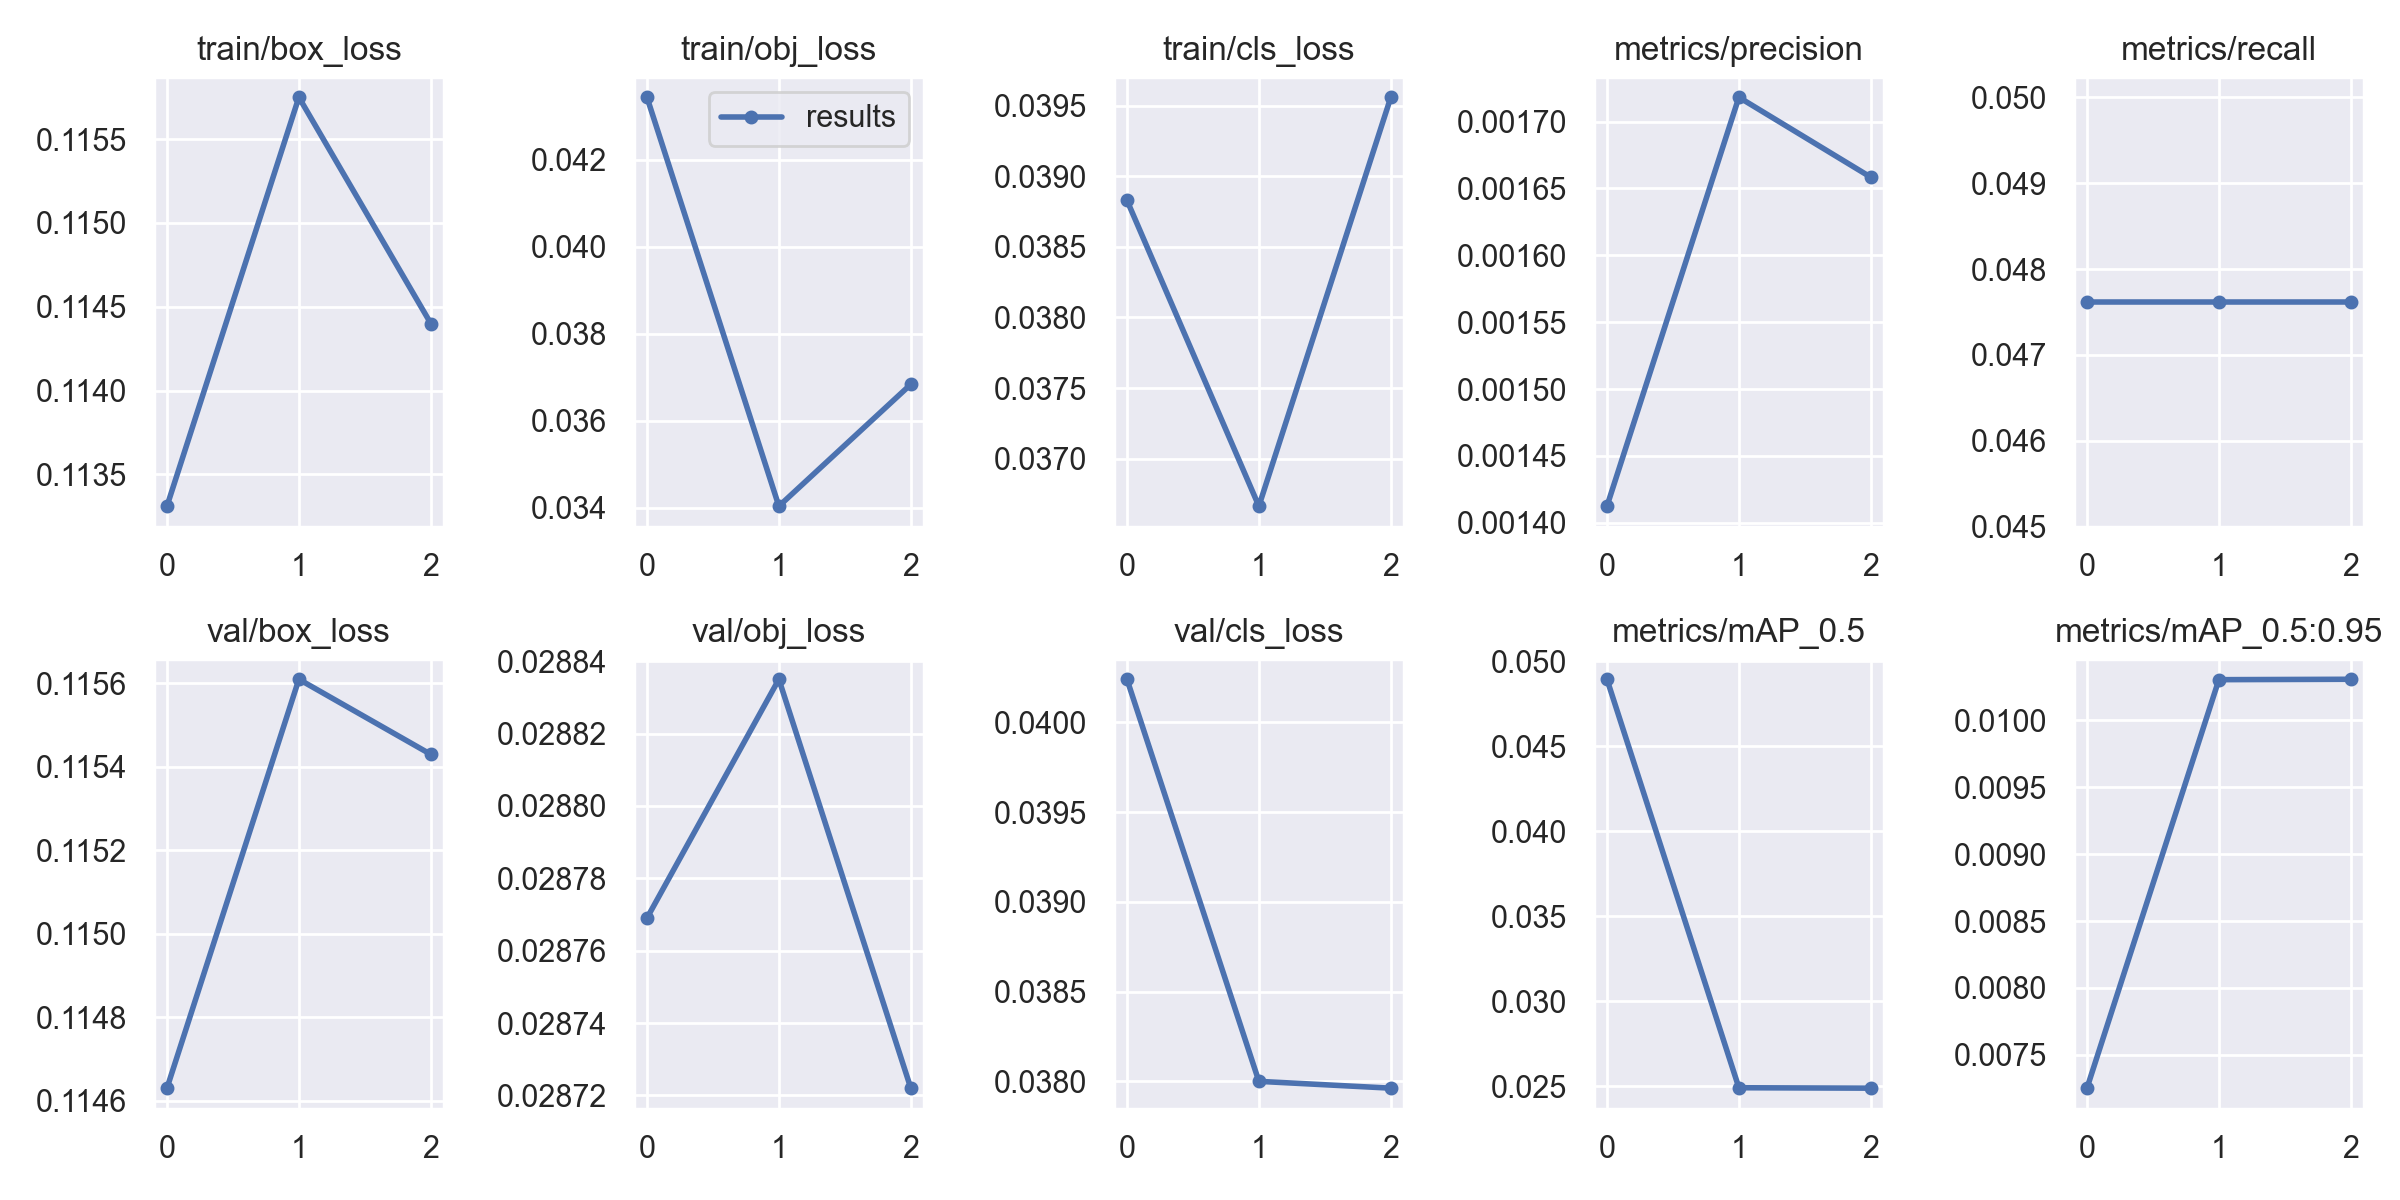 train/box_loss
0.1155
0.1150
0.1145
0.1140
0.1135
0 1 2
train/obj_loss
results
0.042
0.040
0.038
0.036
0.034
0 1 2
train/cls_loss
0.0395
0.0390
0.0385
0.0380
0.0375
0.0370
0 1 2
metrics/precision
0.00170
0.00165
0.00160
0.00155
0.00150
0.00145
0.00140
0 1 2
metrics/recall
0.050
0.049
0.048
0.047
0.046
0.045
0 1 2
val/box_loss
0.1156
0.1154
0.1152
0.1150
0.1148
0.1146
0 1 2
val/obj_loss
0.02884
0.02882
0.02880
0.02878
0.02876
0.02874
0.02872
0 1 2
val/cls_loss
0.0400
0.0395
0.0390
0.0385
0.0380
0 1 2
metrics/mAP_0.5
0.050
0.045
0.040
0.035
0.030
0.025
0 1 2
metrics/mAP_0.5:0.95
0.0100
0.0095
0.0090
0.0085
0.0080
0.0075
0 1 2